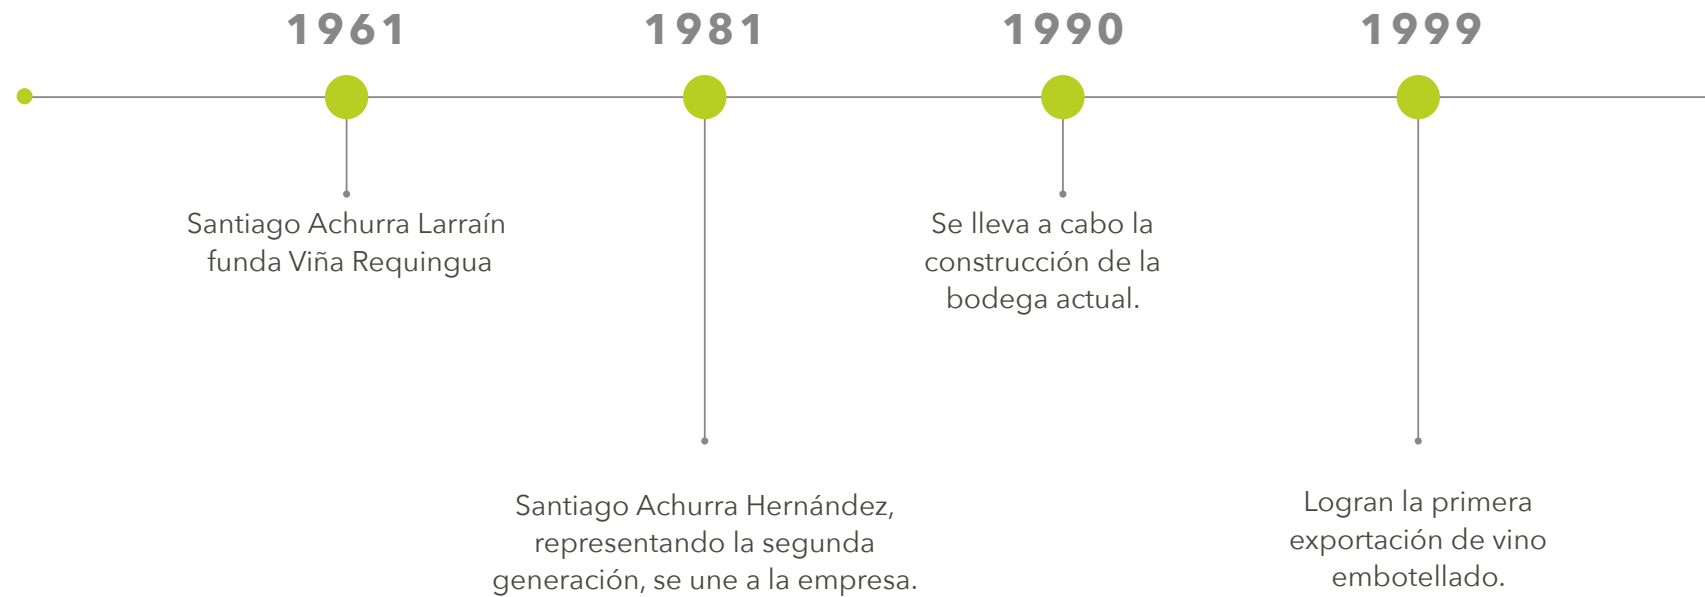 1961
1981
1990
1999
Santiago Achurra Larraín
funda Viña Requingua
Se lleva a cabo la
construcción de la
bodega actual.
Santiago Achurra Hernández,
representando la segunda
generación, se une a la empresa.
Logran la primera
exportación de vino
embotellado.